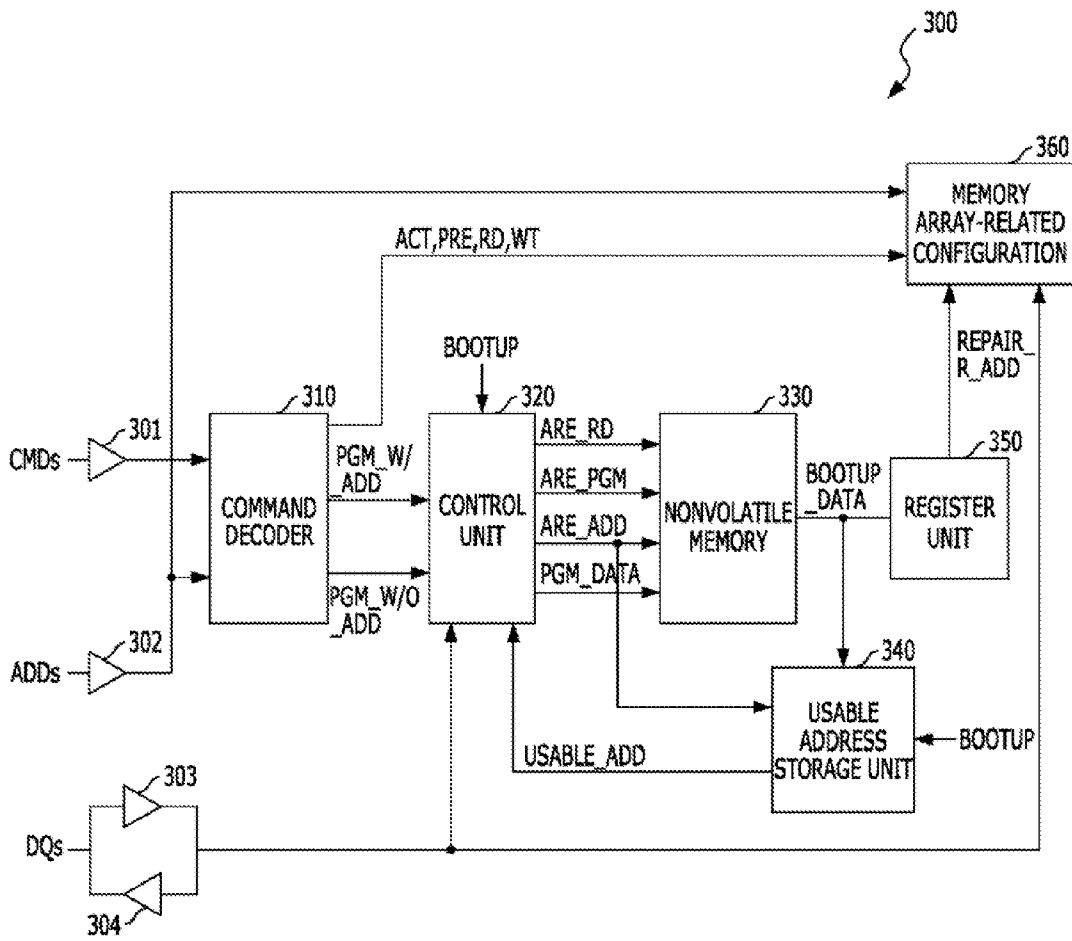 300
360
MEMORY
ARRAY-RELATED
CONFIGURATION
ACT,PRE,RD,WT
BOOTUP
REPAIR_
R_ADD
310
320
330
350
301
CMDs
COMMAND
DECODER
PGM_W/
_ADD
PGM_W/O
_ADD
CONTROL
UNIT
ARE_RD
ARE_PGM
ARE_ADD
PGM_DATA
NONVOLATILE
MEMORY
BOOTUP
_DATA
REGISTER
UNIT
302
ADDs
340
USABLE
ADDRESS
STORAGE UNIT
BOOTUP
USABLE_ADD
303
DQs
304